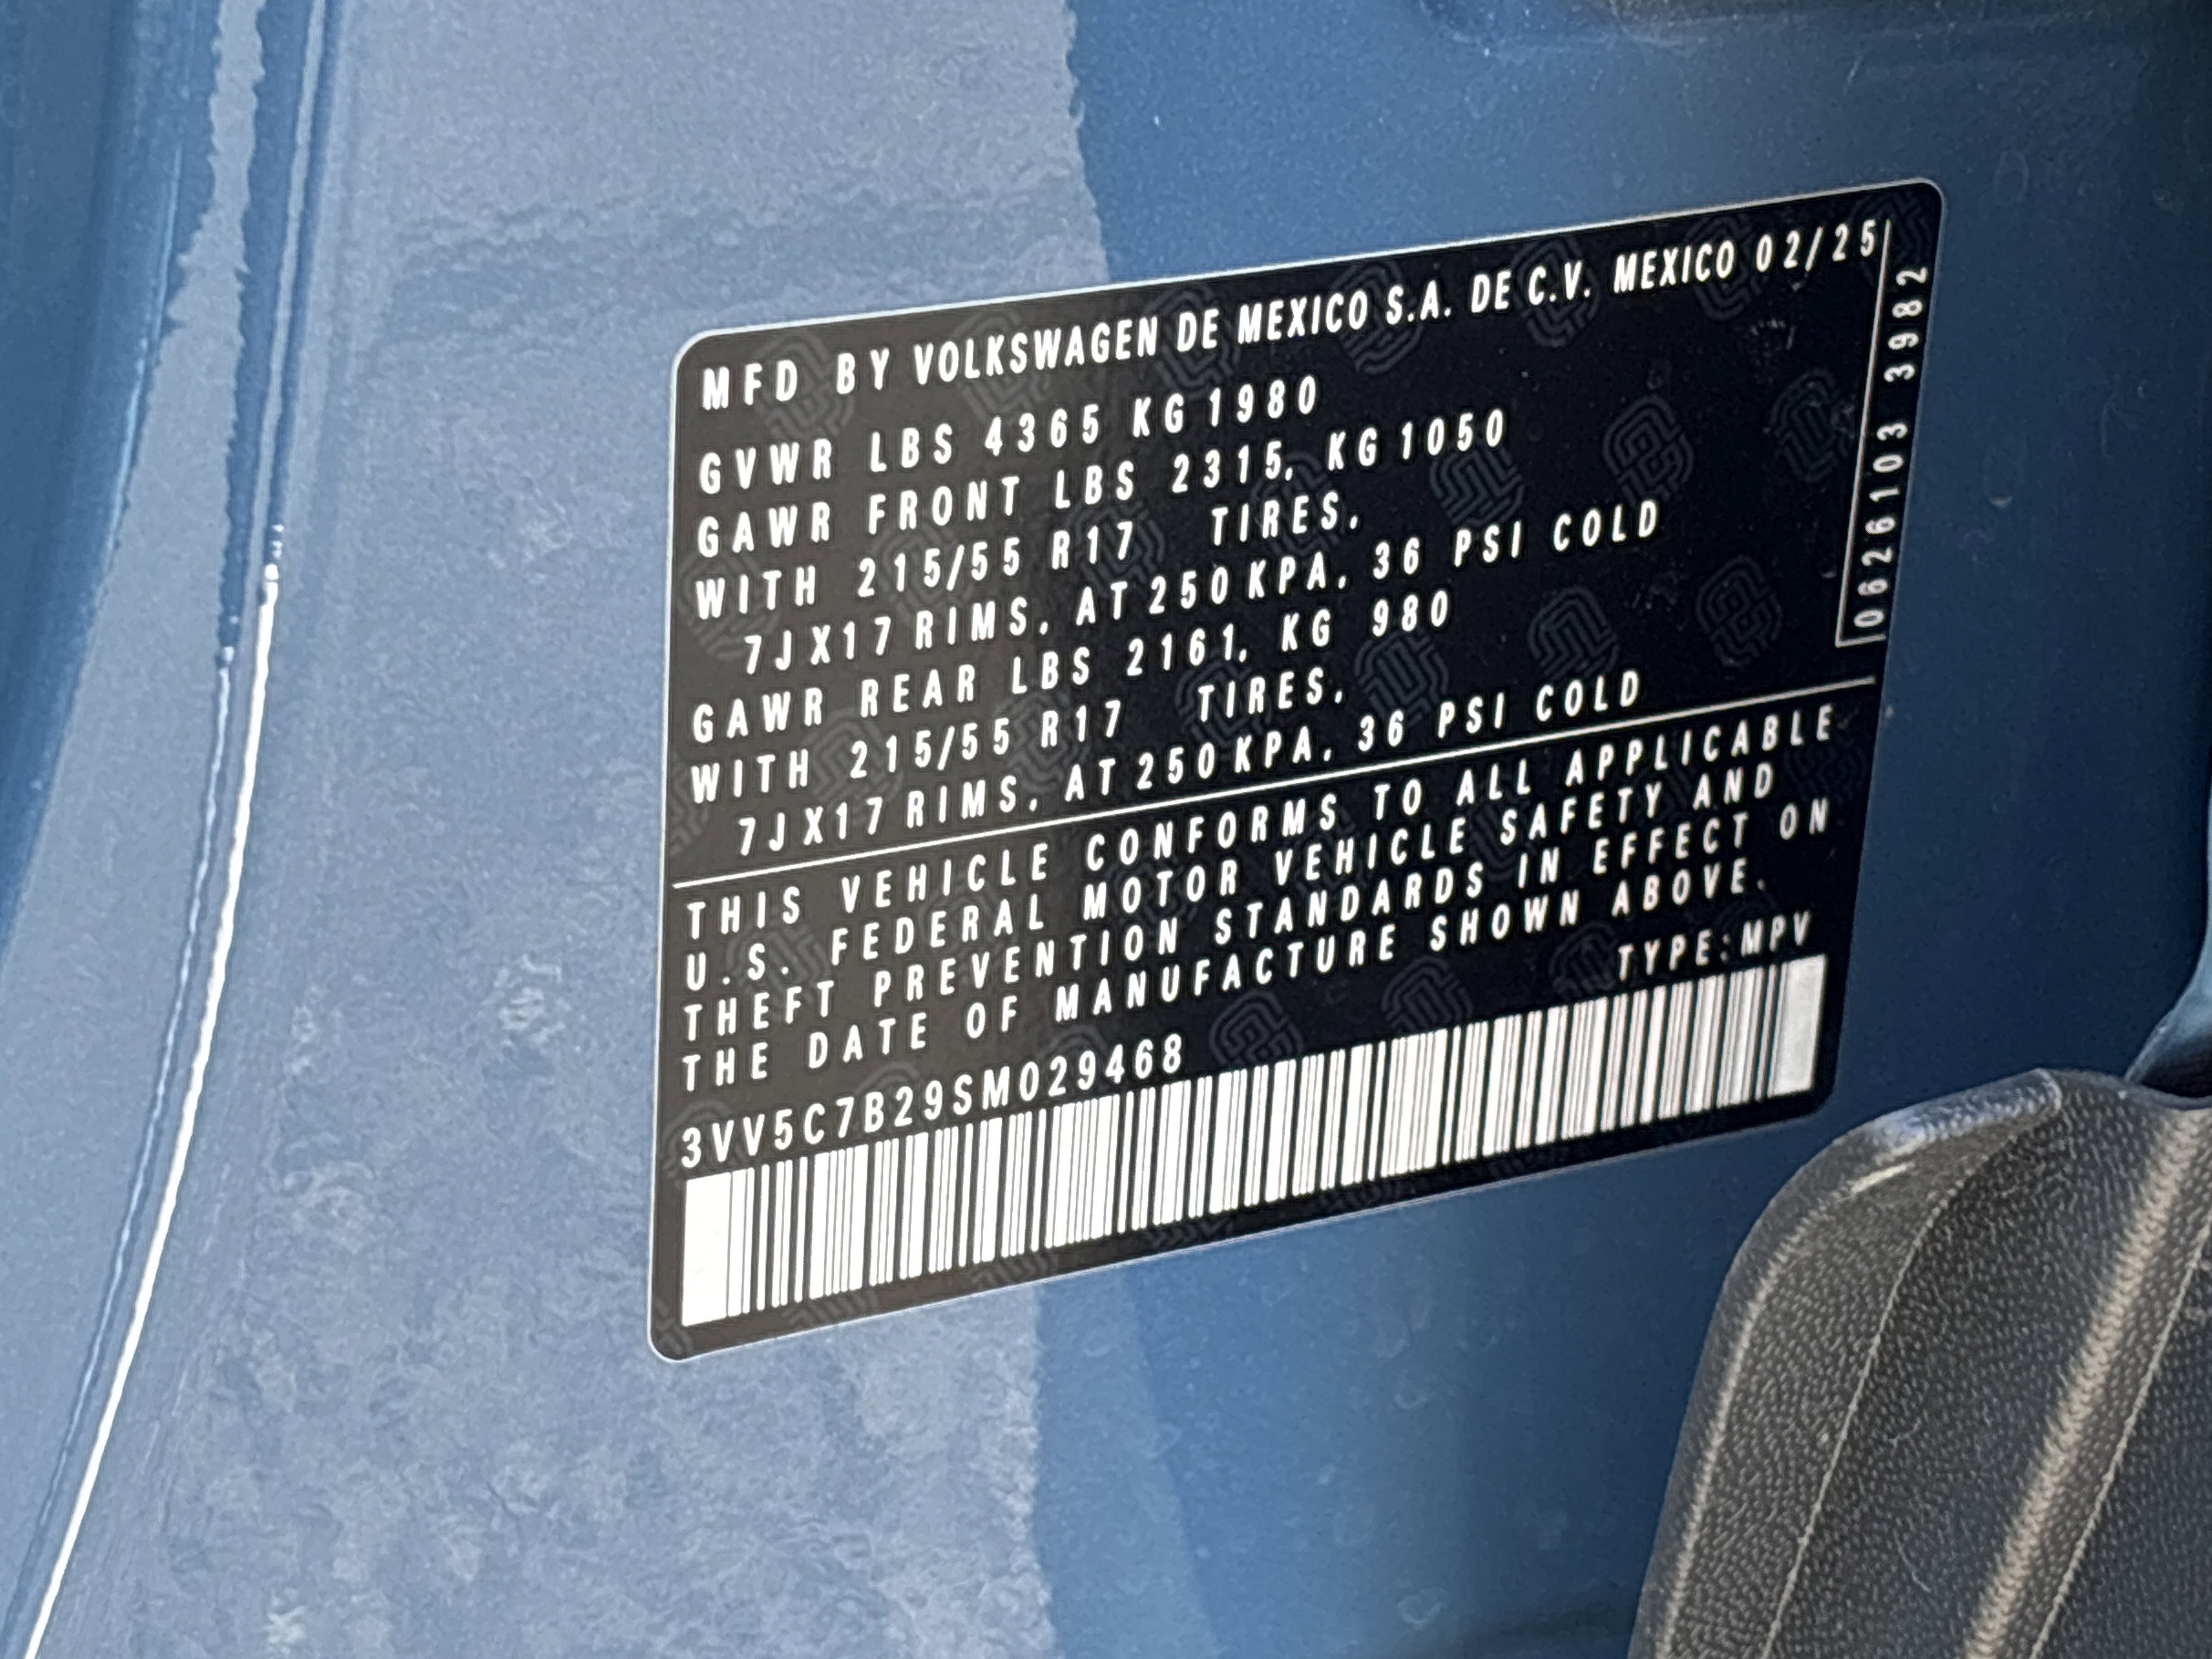 MFD BY VOLKSWAGEN DE MEXICO S.A. DE C.V. MEXICO 02/25
GVWR LBS 4365 KG 1980
GAWR FRONT LBS 2315, KG 1050
WITH 215/55 R17 TIRES,
7JX17 RIMS, AT 250 KPA, 36 PSI COLD
GAWR REAR LBS 2161, KG 980
WITH 215/55 R17 TIRES,
7JX17 RIMS, AT 250 KPA, 36 PSI COLD
0626103 3982
THIS VEHICLE CONFORMS TO ALL APPLICABLE
U.S. FEDERAL MOTOR VEHICLE SAFETY AND
THEFT PREVENTION STANDARDS IN EFFECT ON
THE DATE OF MANUFACTURE SHOWN ABOVE.
TYPE:MPV
3VV5C7B29SM029468